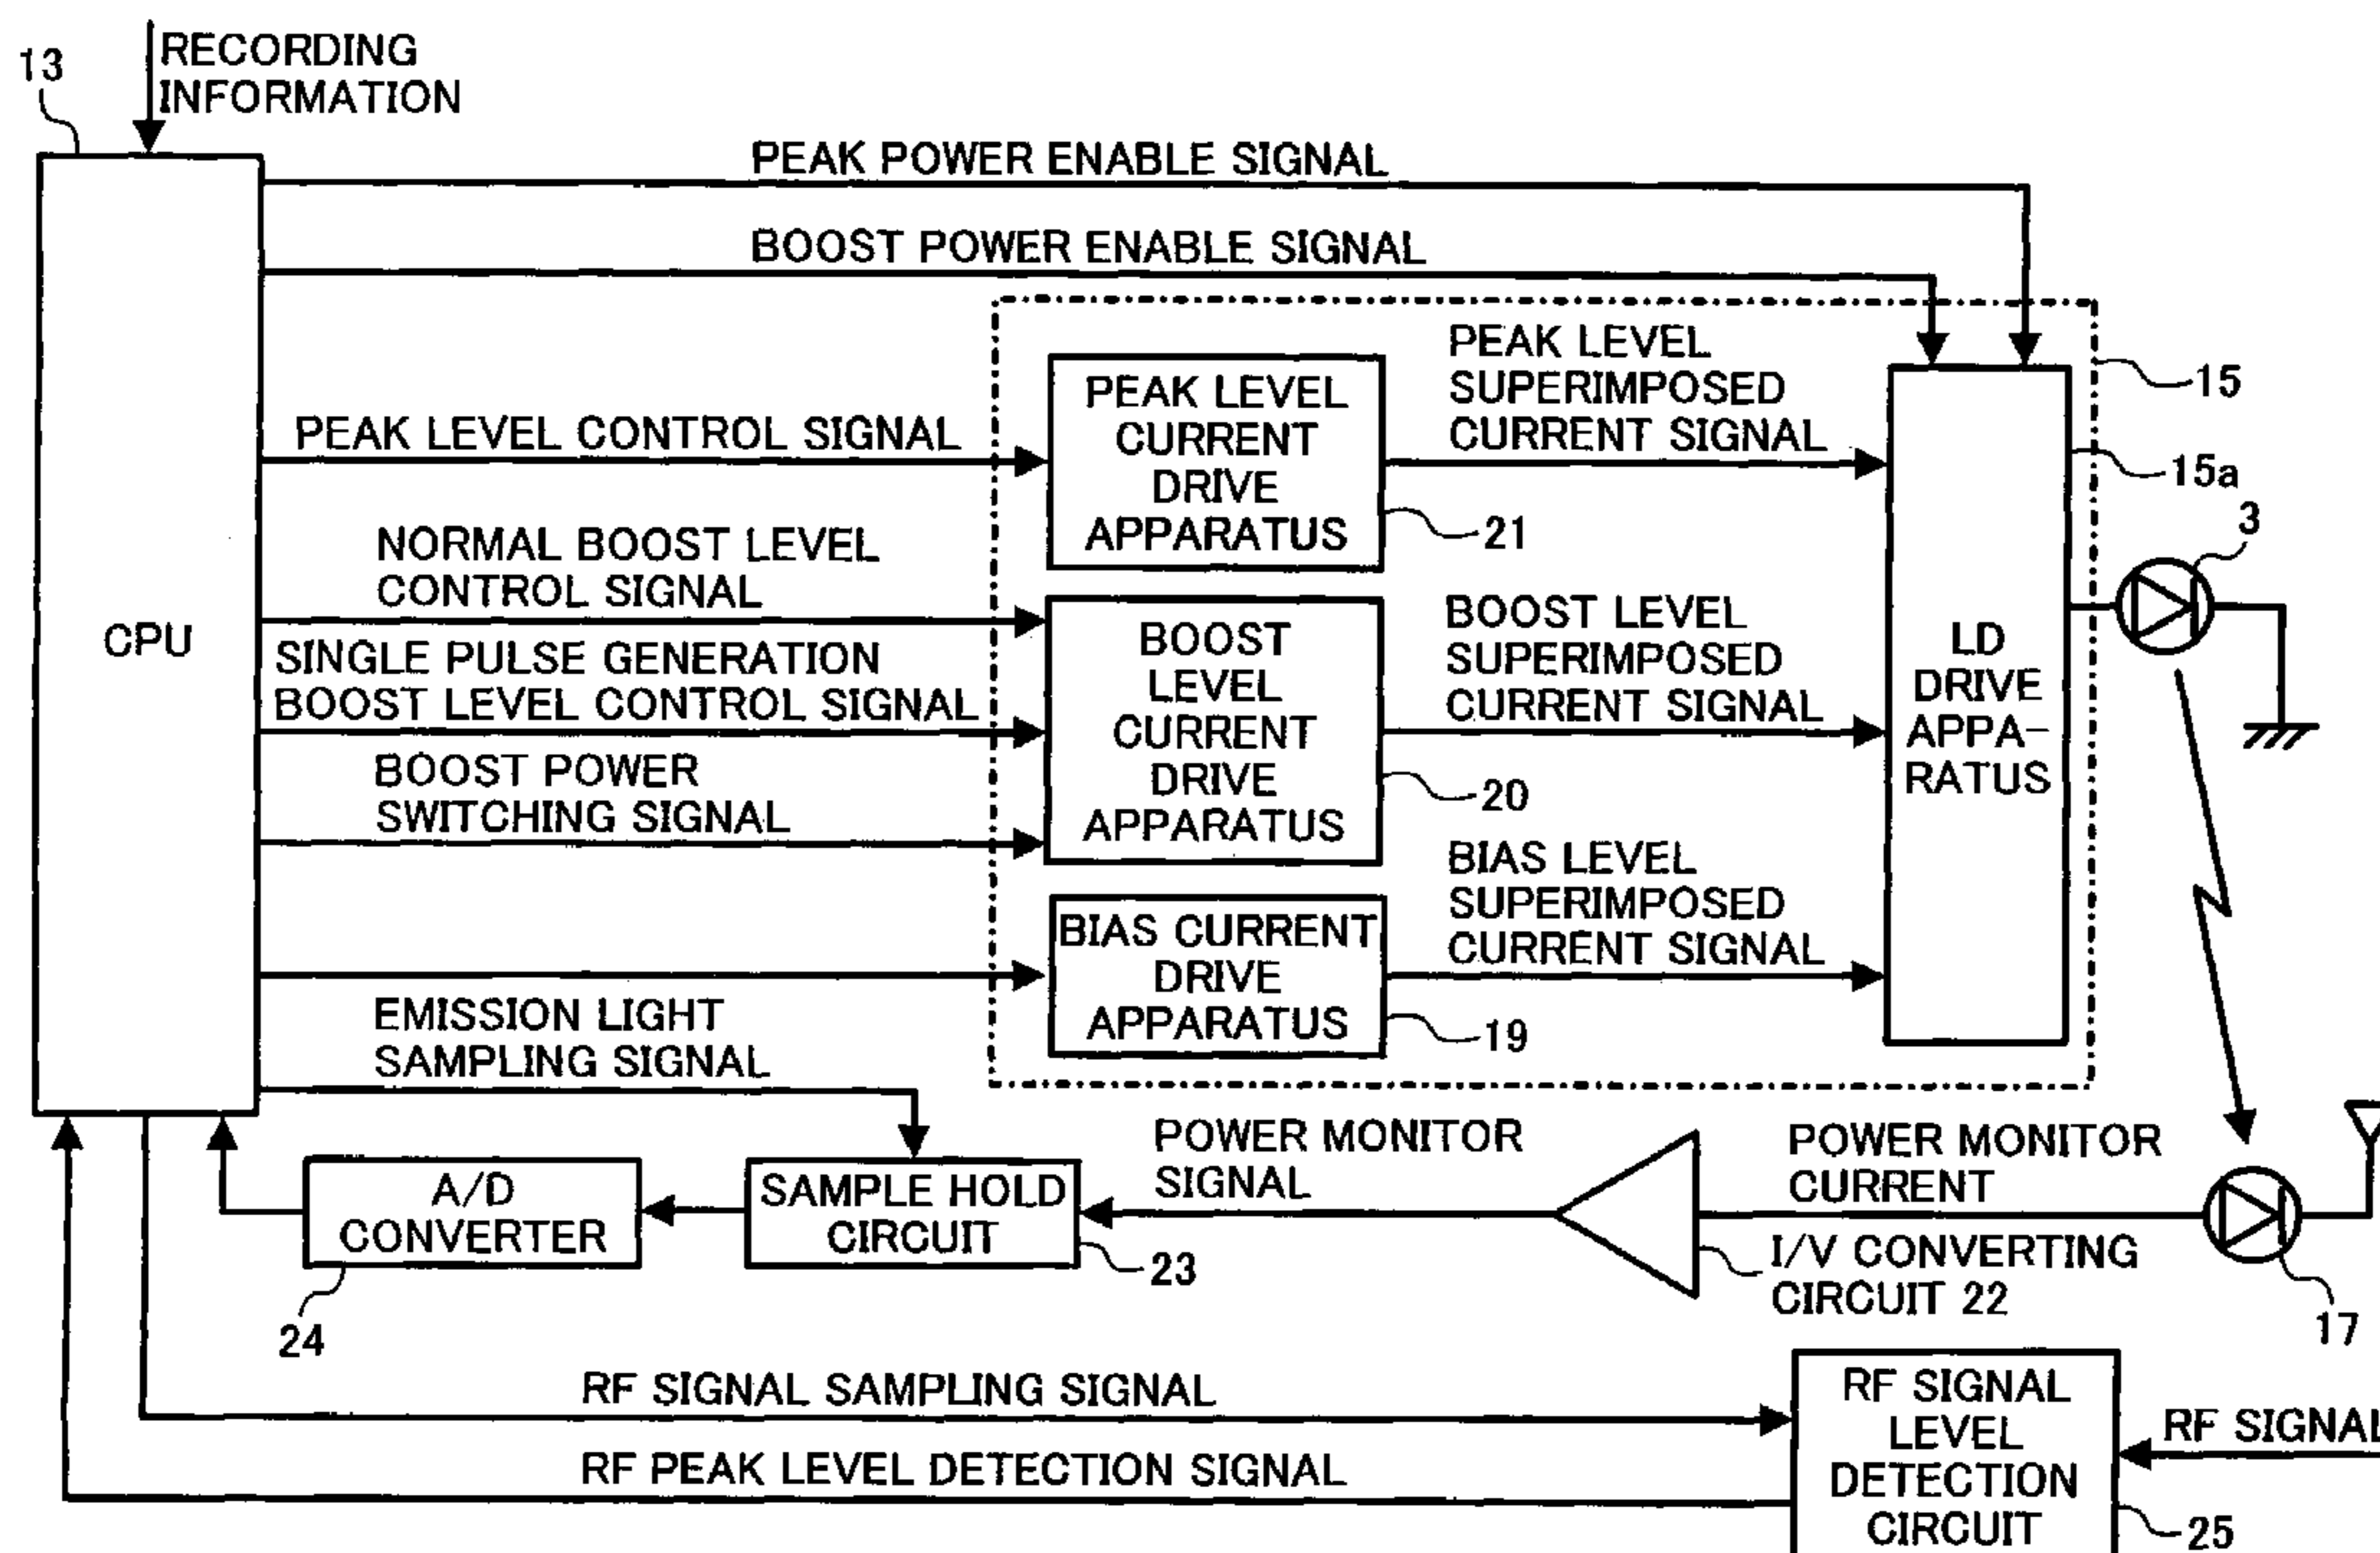 RECORDING
INFORMATION
13
PEAK POWER ENABLE SIGNAL
BOOST POWER ENABLE SIGNAL
PEAK LEVEL
SUPERIMPOSED
CURRENT SIGNAL
15
PEAK LEVEL
CURRENT
DRIVE
APPARATUS
PEAK LEVEL CONTROL SIGNAL
15a
21
3
NORMAL BOOST LEVEL
CONTROL SIGNAL
CPU
SINGLE PULSE GENERATION
BOOST LEVEL CONTROL SIGNAL
BOOST
LEVEL
CURRENT
DRIVE
APPARATUS
BOOST LEVEL
SUPERIMPOSED
CURRENT SIGNAL
LD
DRIVE
APPA-
RATUS
BOOST POWER
SWITCHING SIGNAL
20
BIAS LEVEL
SUPERIMPOSED
CURRENT SIGNAL
BIAS CURRENT
DRIVE
APPARATUS
19
EMISSION LIGHT
SAMPLING SIGNAL
POWER MONITOR
SIGNAL
POWER MONITOR
CURRENT
A/D
CONVERTER
SAMPLE HOLD
CIRCUIT
23
I/V CONVERTING
CIRCUIT 22
24
17
RF SIGNAL SAMPLING SIGNAL
RF SIGNAL
LEVEL
DETECTION
CIRCUIT
RF SIGNAL
RF PEAK LEVEL DETECTION SIGNAL
25